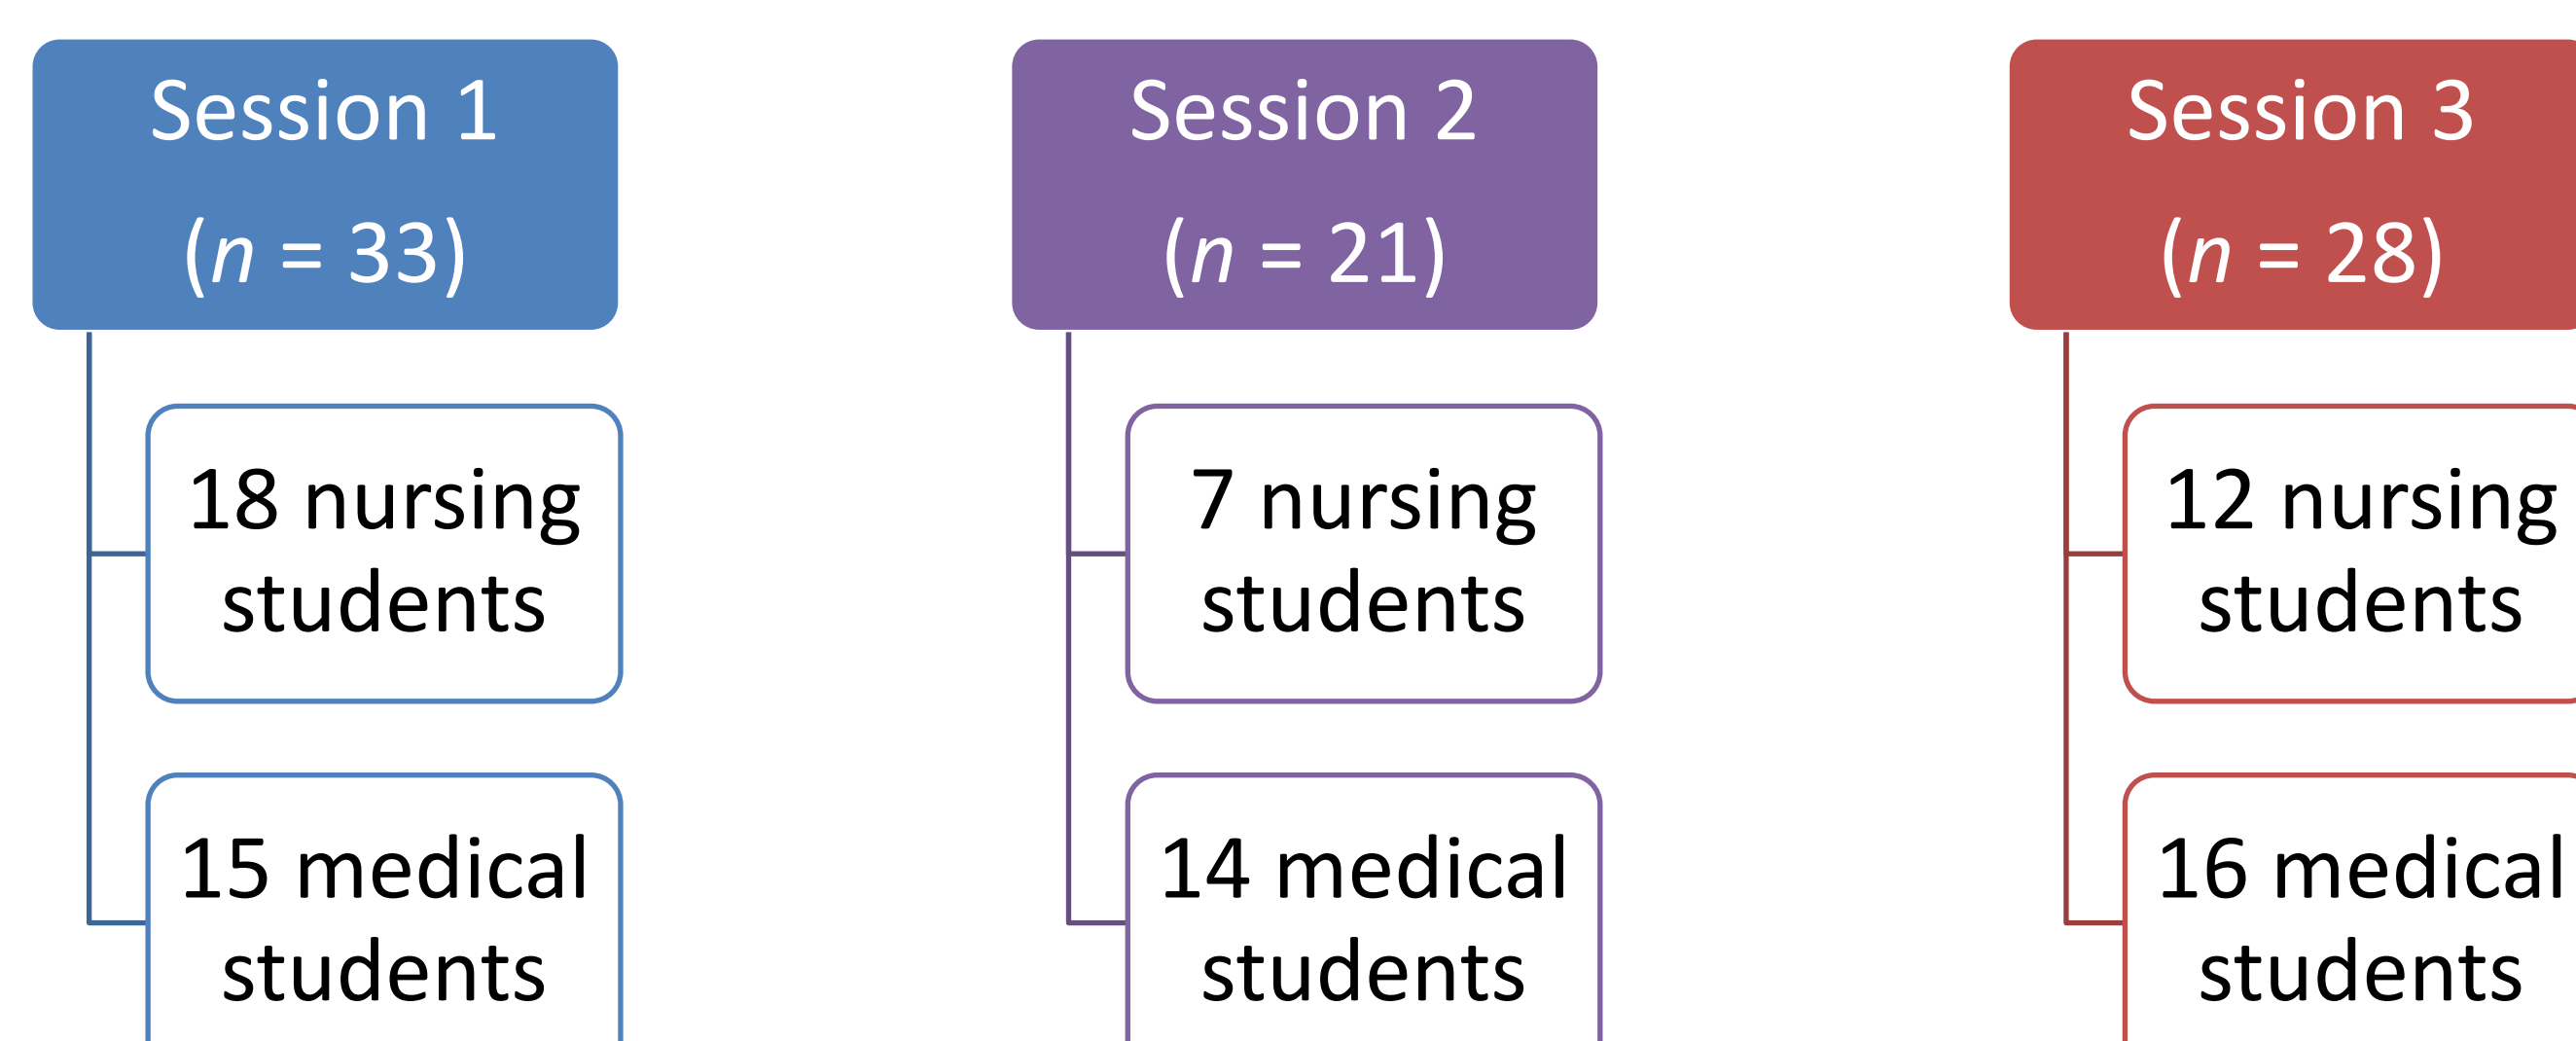 Session 1
(n = 33)
18 nursing
students
15 medical
students
Session 2
(n = 21)
7 nursing
students
14 medical
students
Session 3
(n = 28)
12 nursing
students
16 medical
students